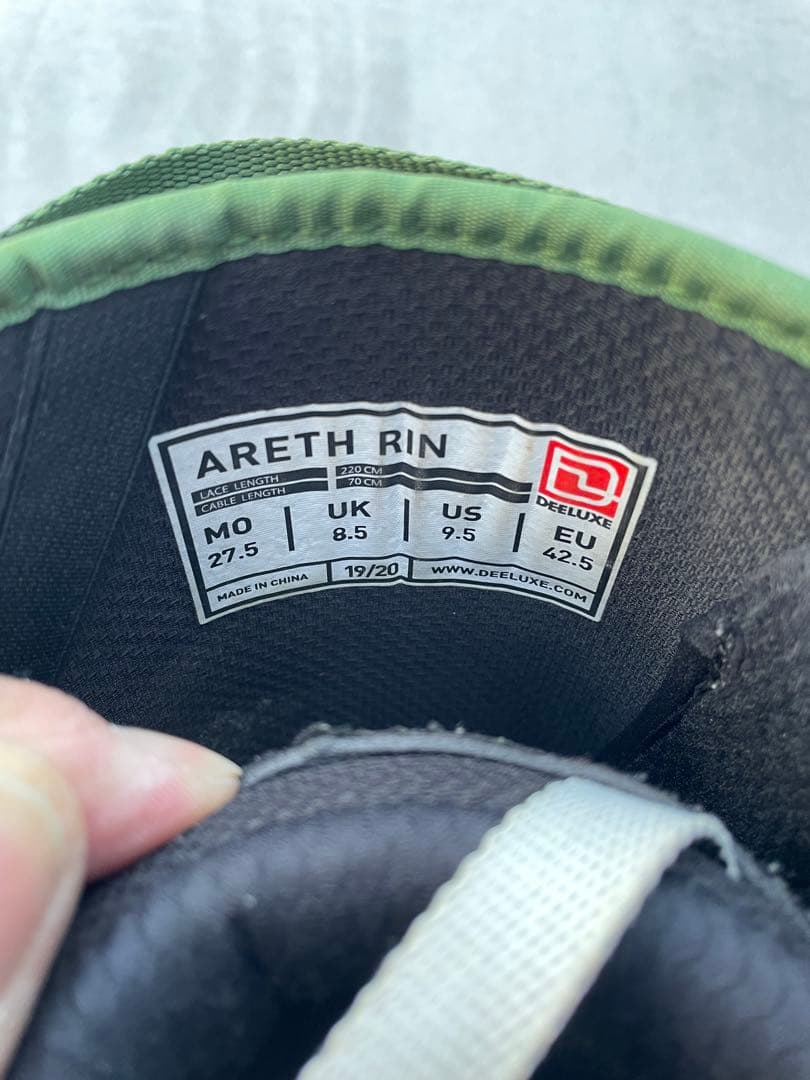 ARETH RIN
LACE LENGTH 220 CM
CABLE LENGTH 70 CM
DEELUXE
MO | UK | US | EU
27.5 8.5 9.5 42.5
MADE IN CHINA 19/20 WWW.DEELUXE.COM